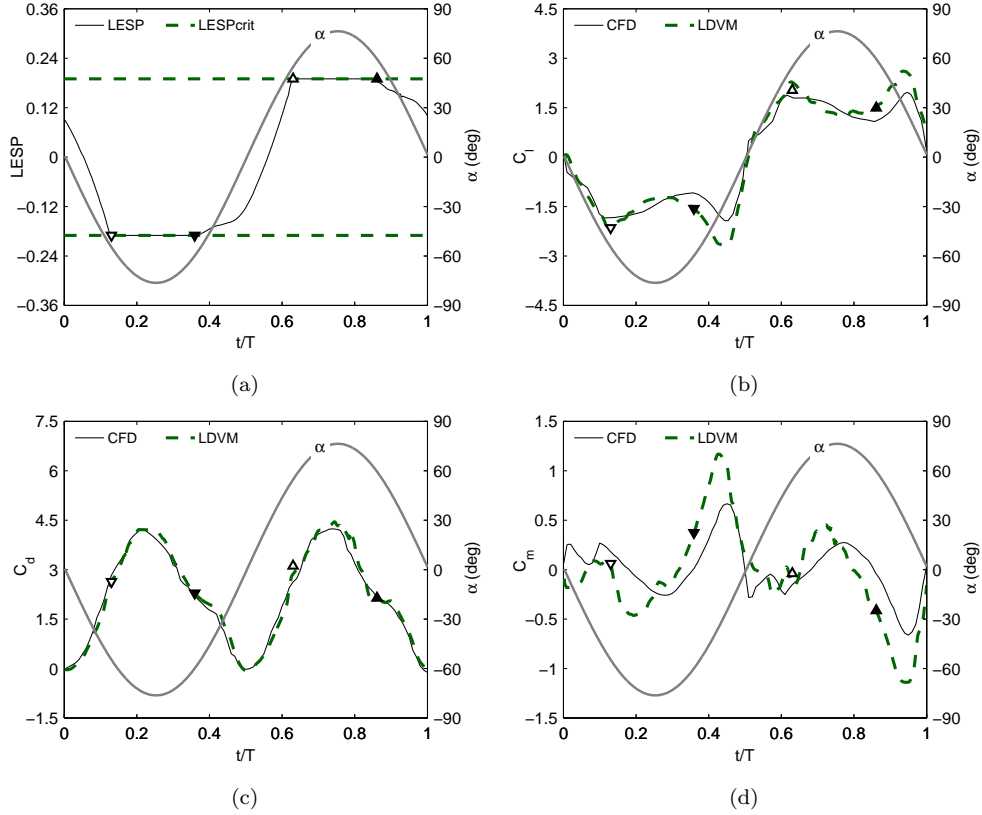 LESP LESPcrit
α
0.36
0.24
0.12
0
−0.12
−0.24
−0.36
LESP
90
60
30
0
−30
−60
−90
α (deg)
0 0.2 0.4 0.6 0.8 1
t/T
(a)
CFD LDVM
α
4.5
3
1.5
0
−1.5
−3
−4.5
C_l
90
60
30
0
−30
−60
−90
α (deg)
0 0.2 0.4 0.6 0.8 1
t/T
(b)
CFD LDVM
α
7.5
6
4.5
3
1.5
0
−1.5
C_d
90
60
30
0
−30
−60
−90
α (deg)
0 0.2 0.4 0.6 0.8 1
t/T
(c)
CFD LDVM
α
1.5
1
0.5
0
−0.5
−1
−1.5
C_m
90
60
30
0
−30
−60
−90
α (deg)
0 0.2 0.4 0.6 0.8 1
t/T
(d)